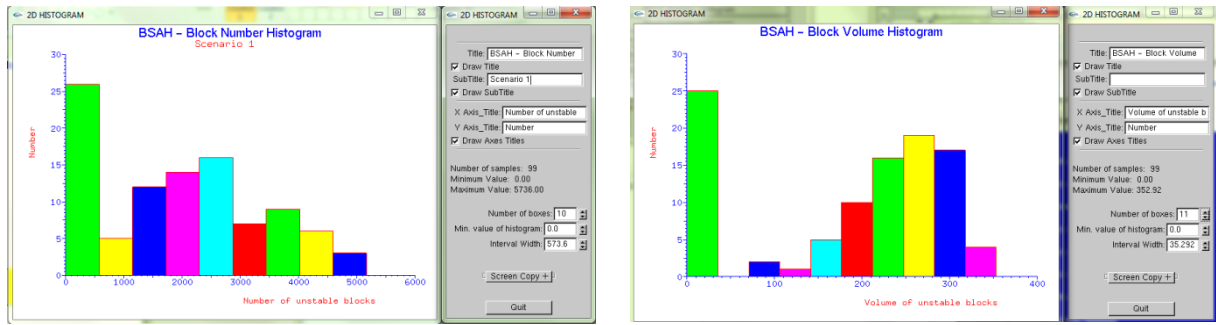 2D HISTOGRAM
BSAH – Block Number Histogram
Scenario 1
30
25
20
15
10
5
0
Number
0 1000 2000 3000 4000 5000 6000
Number of unstable blocks
2D HISTOGRAM
Title: BSAH – Block Number
Draw Title
SubTitle: Scenario 1
Draw SubTitle
X Axis_Title: Number of unstable
Y Axis_Title: Number
Draw Axes Titles
Number of samples: 99
Minimum Value: 0.00
Maximum Value: 5736.00
Number of boxes: 10
Min. value of histogram: 0.0
Interval Width: 573.6
Screen Copy +
Quit
2D HISTOGRAM
BSAH – Block Volume Histogram
30
25
20
15
10
5
0
Number
0 100 200 300 400
Volume of unstable blocks
2D HISTOGRAM
Title: BSAH – Block Volume
Draw Title
SubTitle:
Draw SubTitle
X Axis_Title: Volume of unstable b
Y Axis_Title: Number
Draw Axes Titles
Number of samples: 99
Minimum Value: 0.00
Maximum Value: 352.92
Number of boxes: 11
Min. value of histogram: 0.0
Interval Width: 35.292
Screen Copy +
Quit